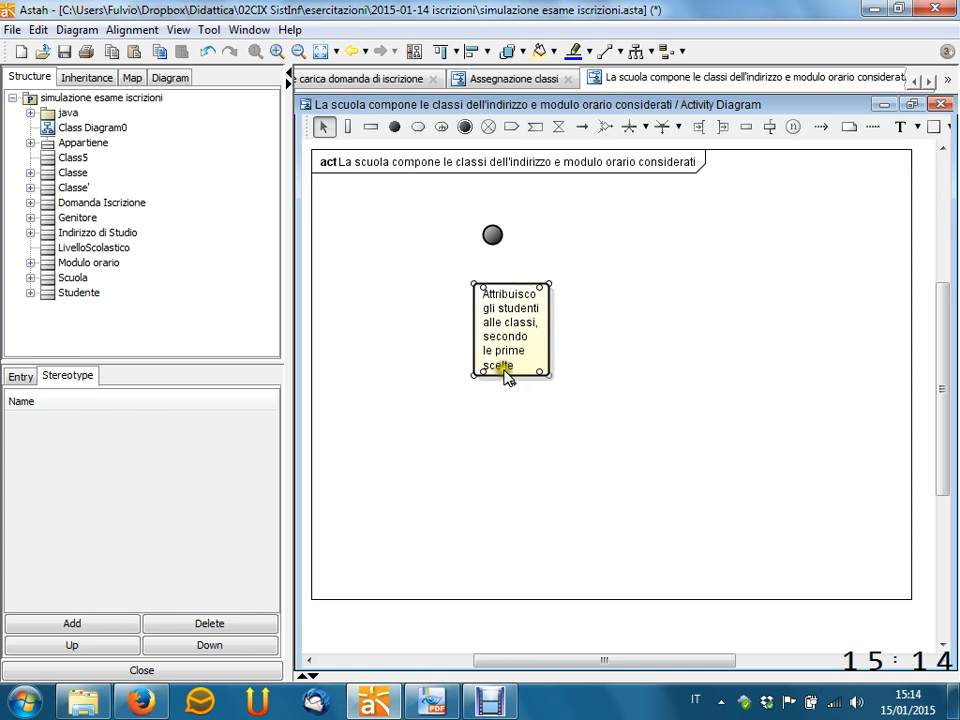 Astah - [C:\Users\Fulvio\Dropbox\Didattica\02CIX SistInf\esercitazioni\2015-01-14 iscrizioni\simulazione esame iscrizioni.asta] (*)
File Edit Diagram Alignment View Tool Window Help
3
Structure Inheritance Map Diagram
e carica domanda di iscrizione
Assegnazione classi
La scuola compone le classi dell'indirizzo e modulo orario considerat
La scuola compone le classi dell'indirizzo e modulo orario considerati / Activity Diagram
simulazione esame iscrizioni
java
Class Diagram0
Appartiene
Class5
Classe
Classe'
Domanda Iscrizione
Genitore
Indirizzo di Studio
LivelloScolastico
Modulo orario
Scuola
Studente
n
T
act La scuola compone le classi dell'indirizzo e modulo orario considerati
Attribuisco
gli studenti
alle classi,
secondo
le prime
scelte
Entry Stereotype
Name
Add Delete
Up Down
Close
15:14
PDF
IT
15:14
15/01/2015